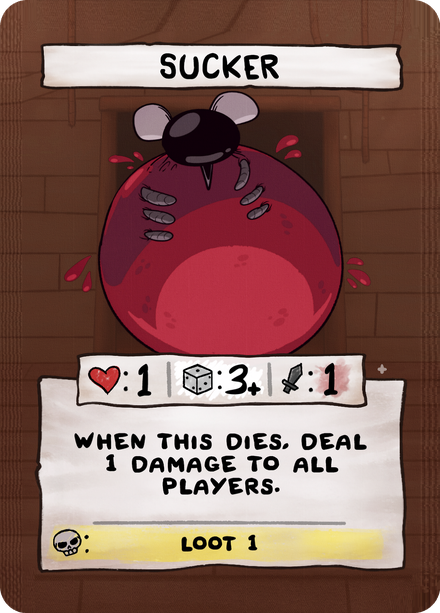 SUCKER
:1 :3+ :1
WHEN THIS DIES, DEAL
1 DAMAGE TO ALL
PLAYERS.
: LOOT 1